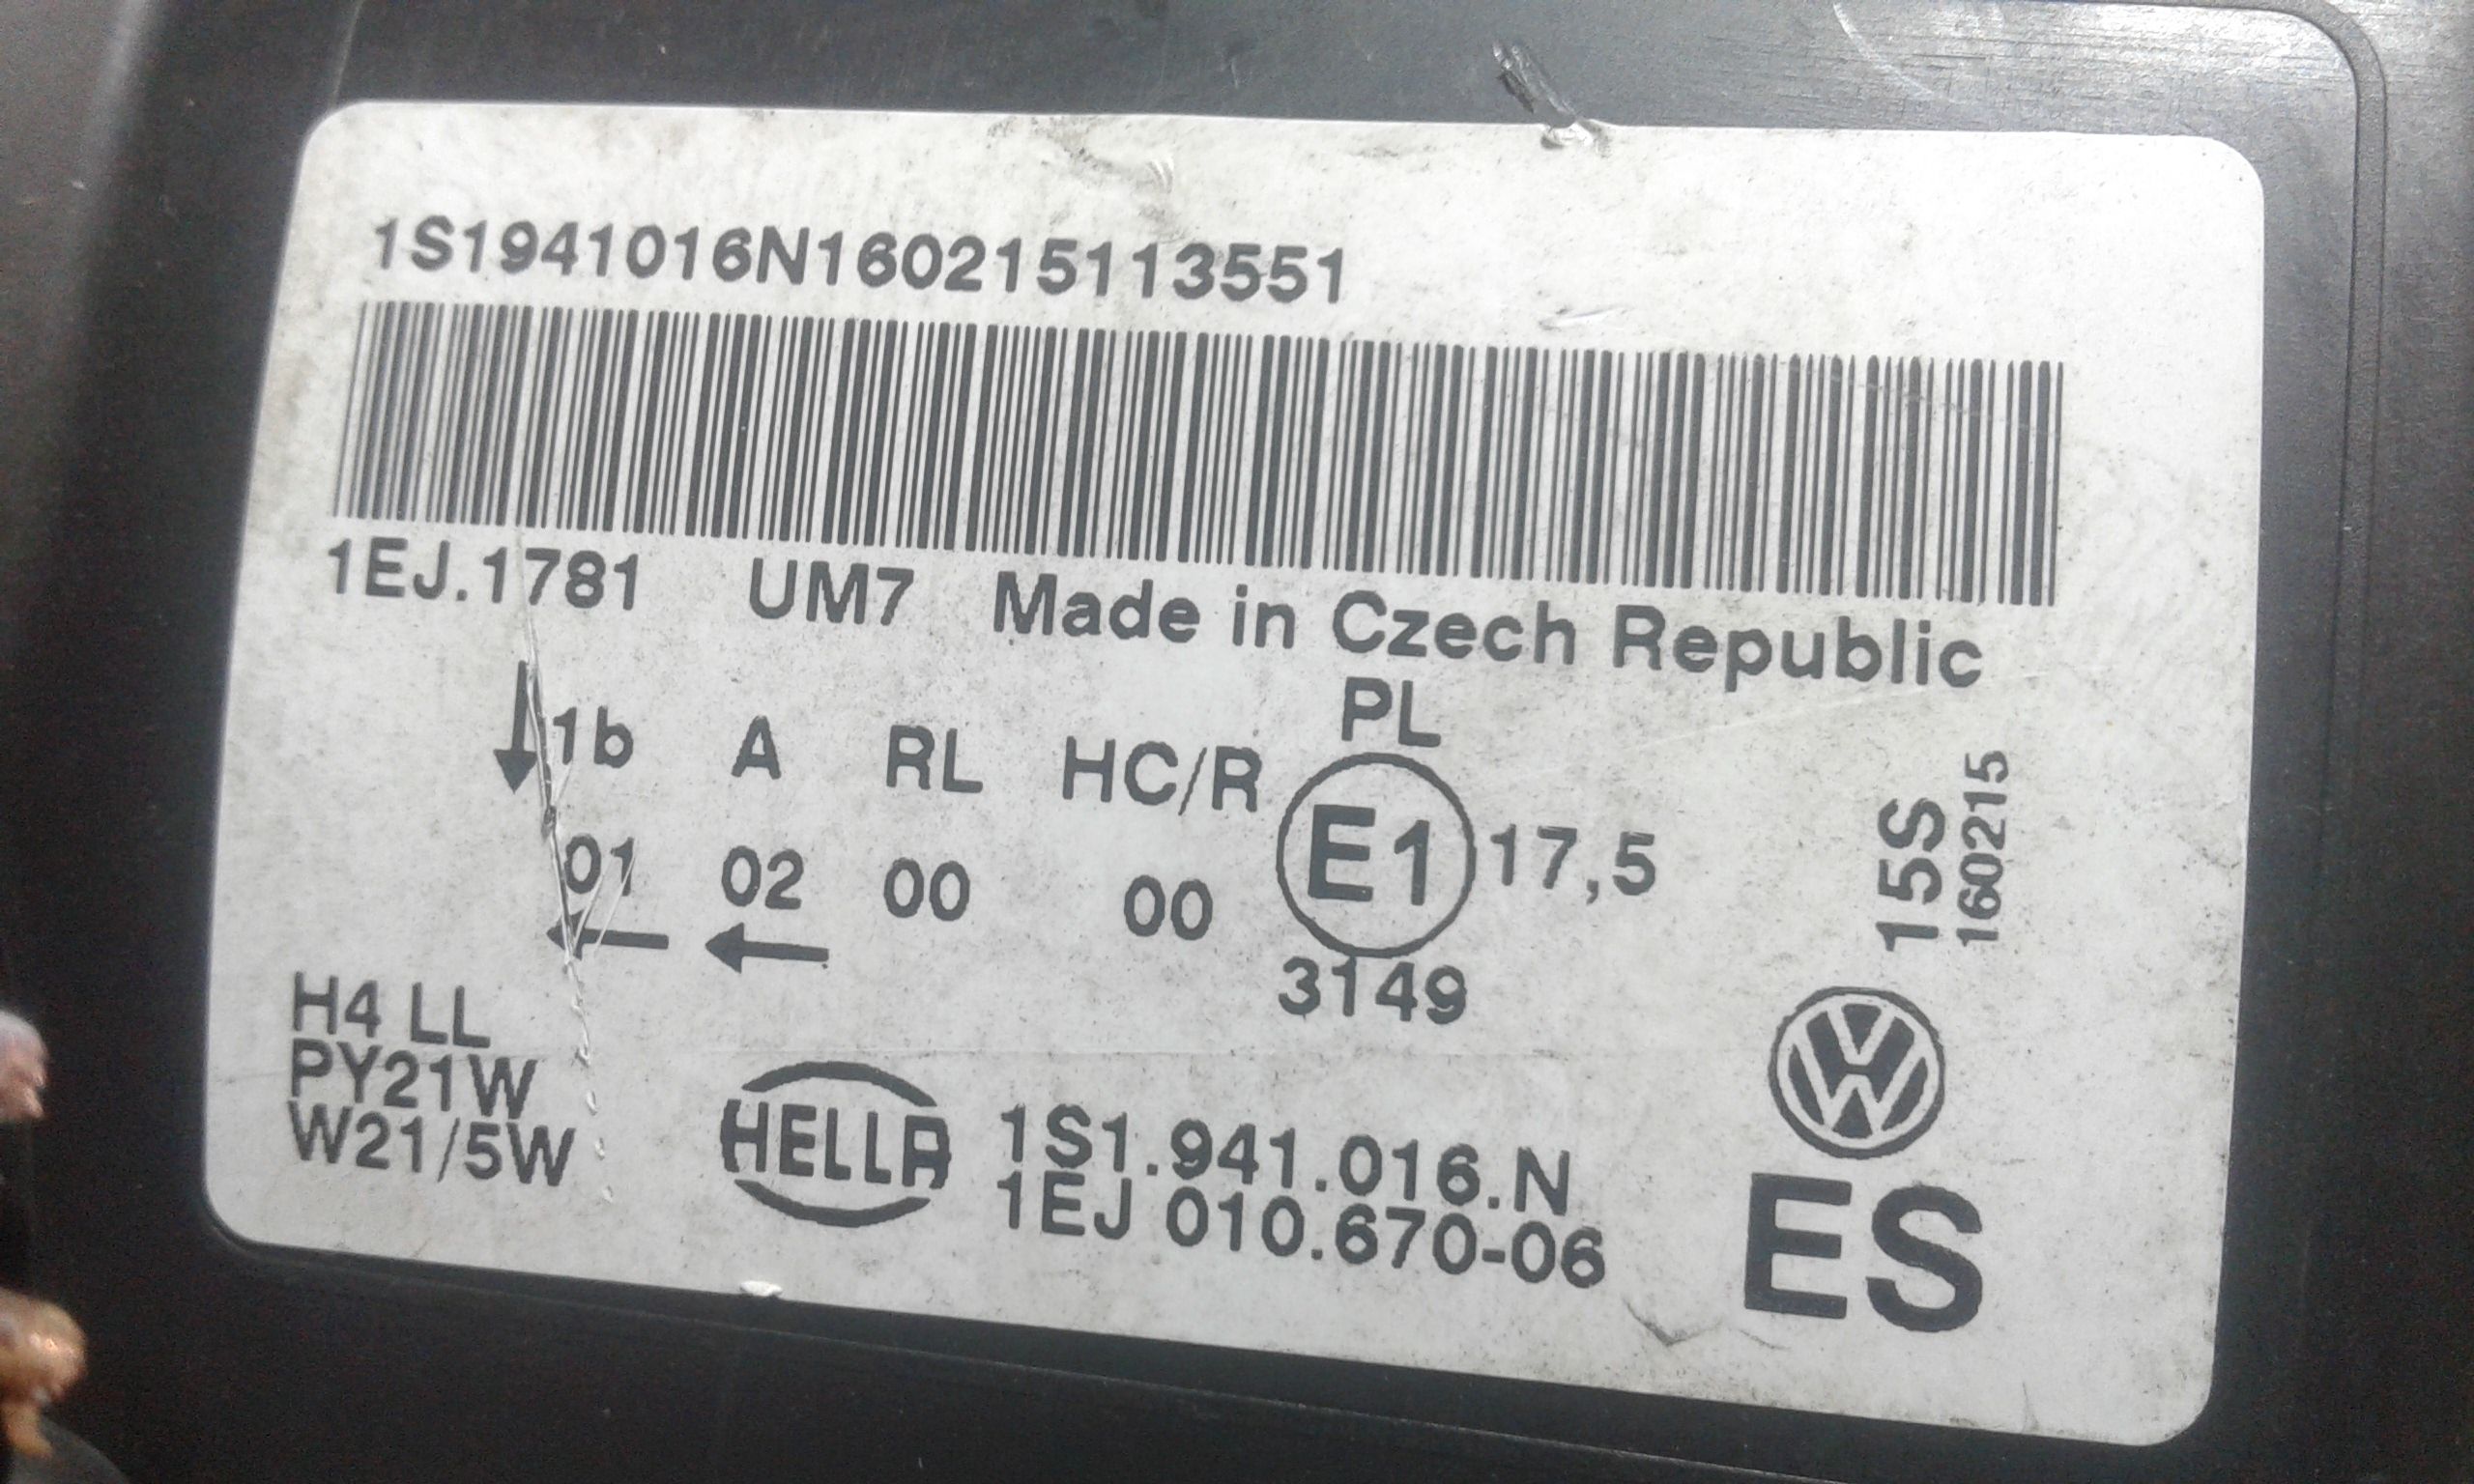 1S1941016N160215113551
1EJ.1781 UM7 Made in Czech Republic
1b A RL HC/R PL
01 02 00 00 E1 17,5
3149
15S
160215
H4 LL
PY21W
W21/5W
HELLA
1S1.941.016.N
1EJ 010.670-06
VW
ES